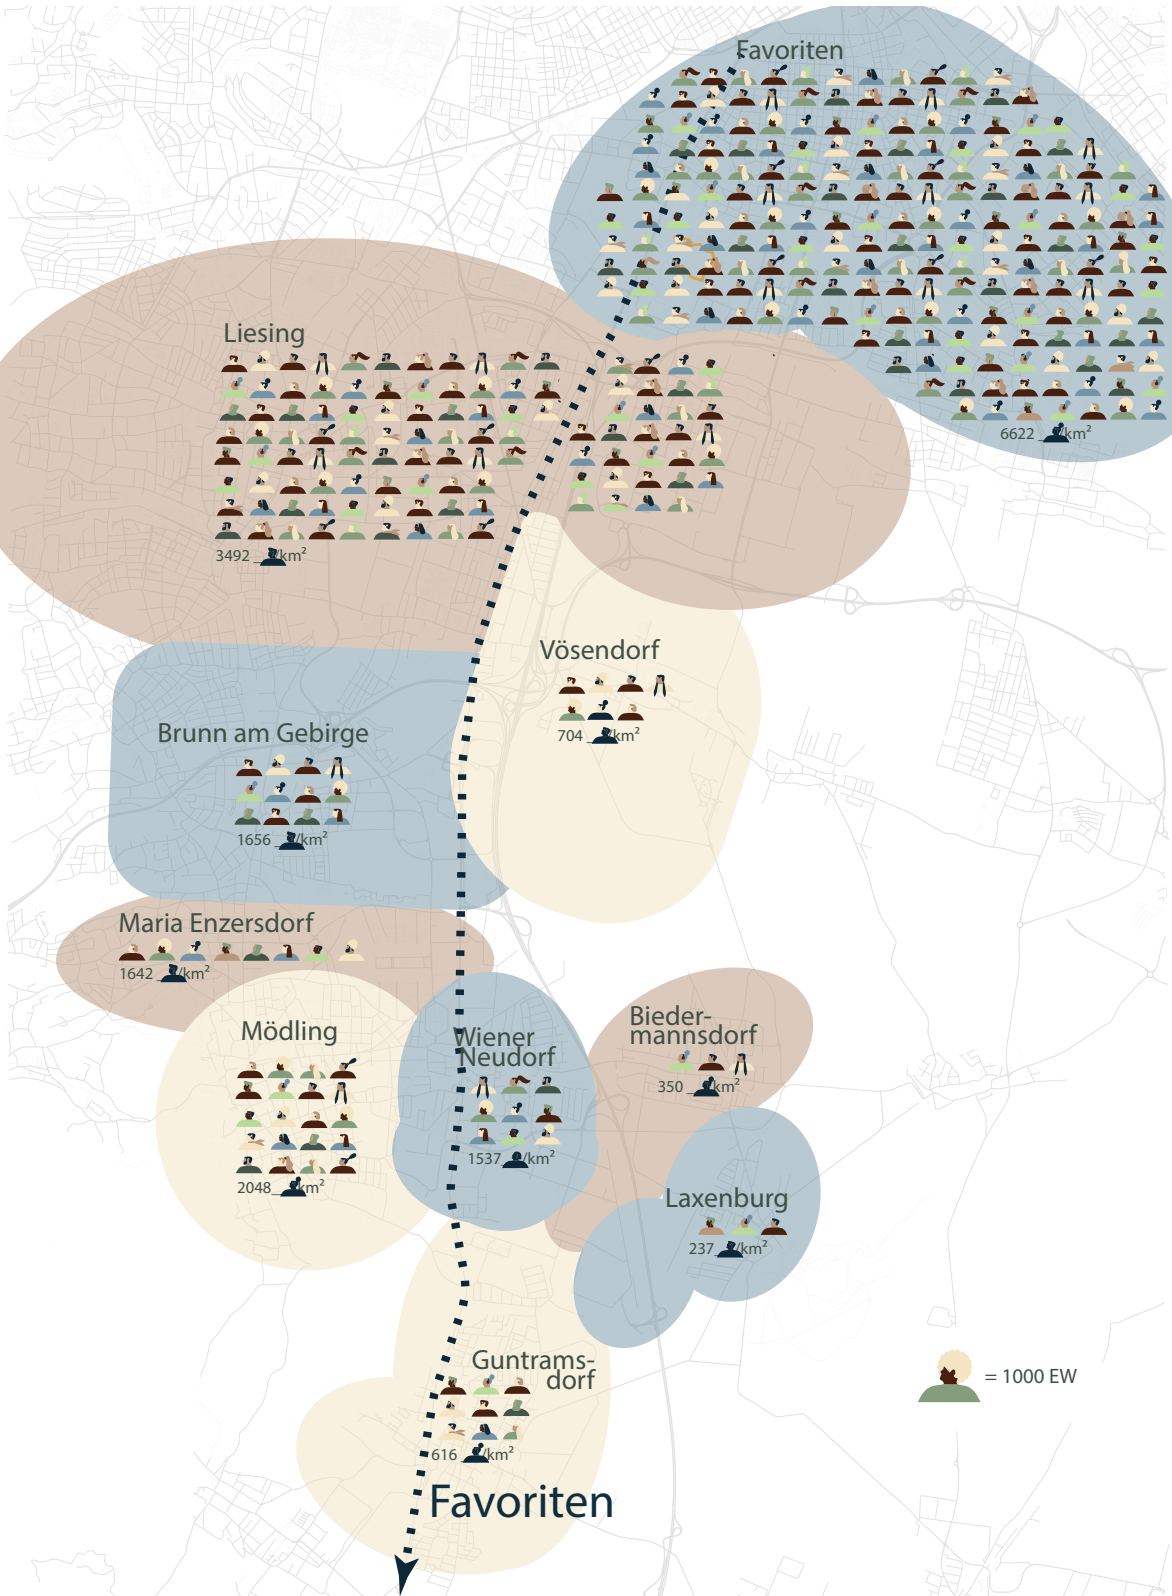 Favoriten
6622 /km²
Liesing
3492 /km²
Vösendorf
704 /km²
Brunn am Gebirge
1656 /km²
Maria Enzersdorf
1642 /km²
Mödling
2048 /km²
Wiener
Neudorf
1537 /km²
Bieder-
mannsdorf
350 /km²
Laxenburg
237 /km²
= 1000 EW
Guntrams-
dorf
616 /km²
Favoriten